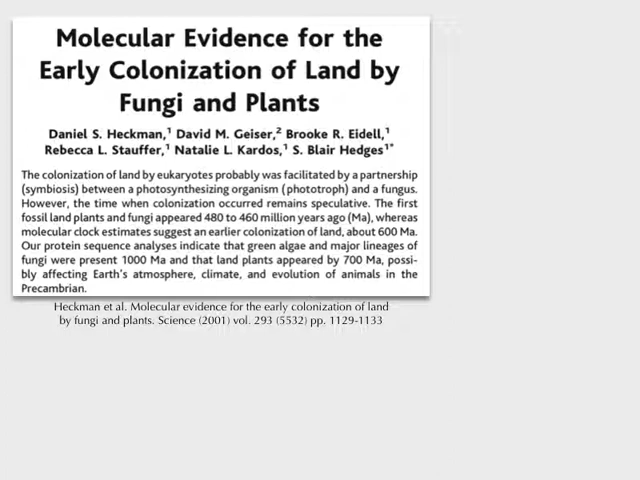 Molecular Evidence for the
Early Colonization of Land by
Fungi and Plants
Daniel S. Heckman,¹ David M. Geiser,² Brooke R. Eidell,¹
Rebecca L. Stauffer,¹ Natalie L. Kardos,¹ S. Blair Hedges¹*
The colonization of land by eukaryotes probably was facilitated by a partnership
(symbiosis) between a photosynthesizing organism (phototroph) and a fungus.
However, the time when colonization occurred remains speculative. The first
fossil land plants and fungi appeared 480 to 460 million years ago (Ma), whereas
molecular clock estimates suggest an earlier colonization of land, about 600 Ma.
Our protein sequence analyses indicate that green algae and major lineages of
fungi were present 1000 Ma and that land plants appeared by 700 Ma, possi-
bly affecting Earth's atmosphere, climate, and evolution of animals in the
Precambrian.
Heckman et al. Molecular evidence for the early colonization of land
by fungi and plants. Science (2001) vol. 293 (5532) pp. 1129-1133